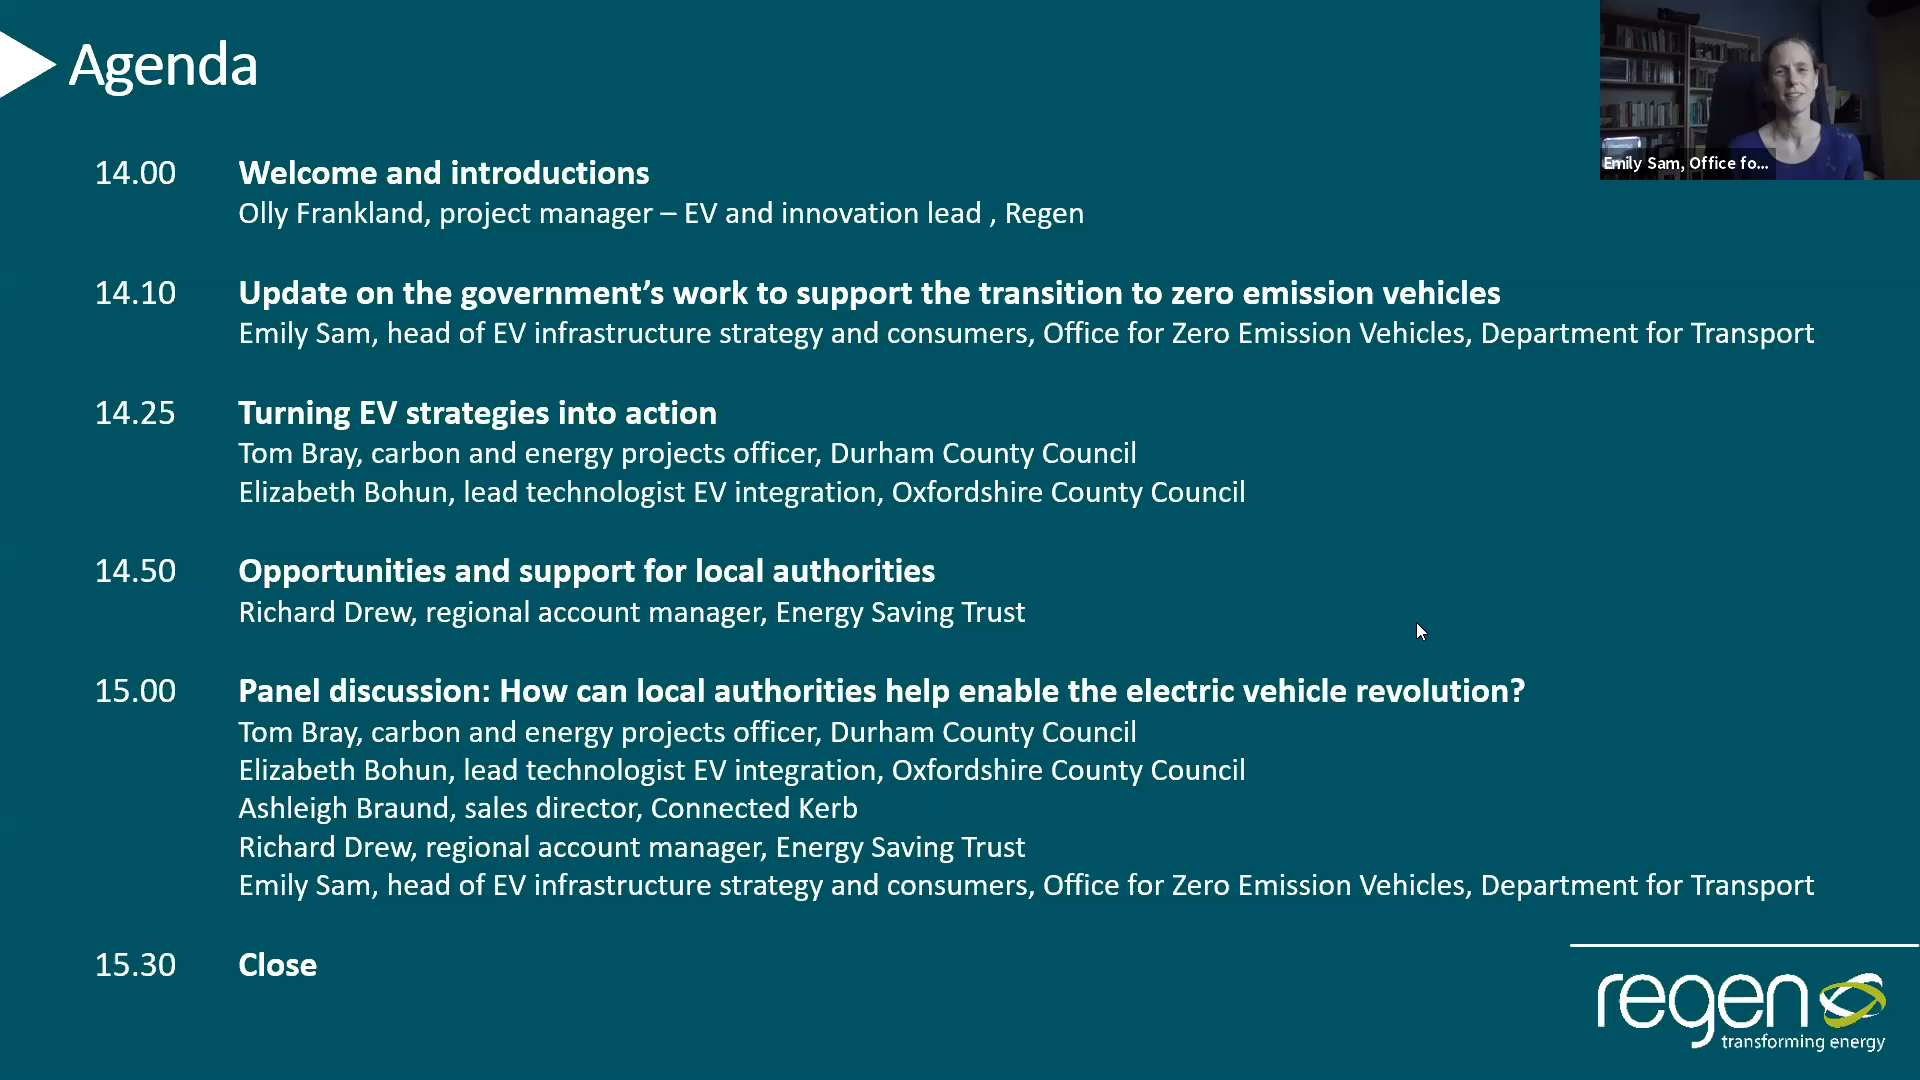 Agenda
Emily Sam, Office fo...
14.00 Welcome and introductions
Olly Frankland, project manager – EV and innovation lead , Regen
14.10 Update on the government’s work to support the transition to zero emission vehicles
Emily Sam, head of EV infrastructure strategy and consumers, Office for Zero Emission Vehicles, Department for Transport
14.25 Turning EV strategies into action
Tom Bray, carbon and energy projects officer, Durham County Council
Elizabeth Bohun, lead technologist EV integration, Oxfordshire County Council
14.50 Opportunities and support for local authorities
Richard Drew, regional account manager, Energy Saving Trust
15.00 Panel discussion: How can local authorities help enable the electric vehicle revolution?
Tom Bray, carbon and energy projects officer, Durham County Council
Elizabeth Bohun, lead technologist EV integration, Oxfordshire County Council
Ashleigh Braund, sales director, Connected Kerb
Richard Drew, regional account manager, Energy Saving Trust
Emily Sam, head of EV infrastructure strategy and consumers, Office for Zero Emission Vehicles, Department for Transport
15.30 Close
regen
transforming energy